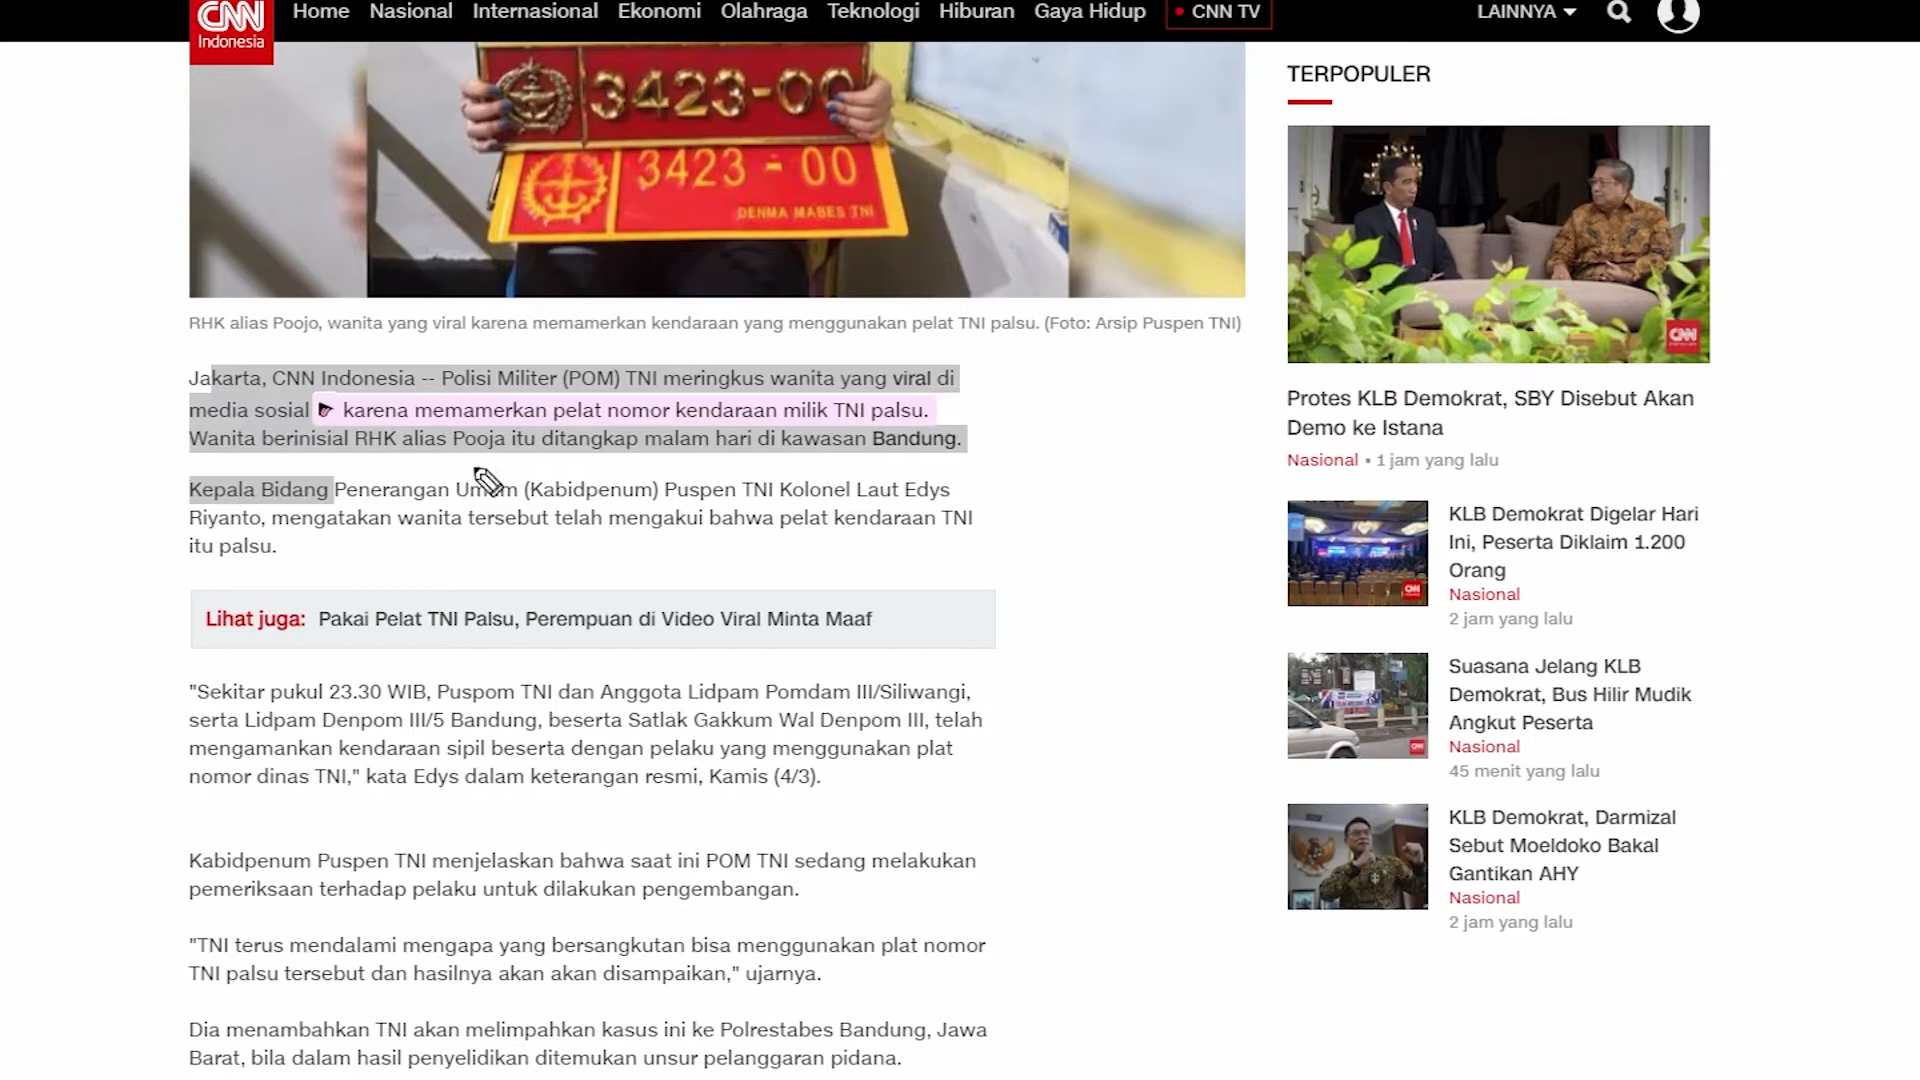 CNN
Indonesia
Home Nasional Internasional Ekonomi Olahraga Teknologi Hiburan Gaya Hidup CNN TV LAINNYA
3423-00
3423-00
DENMA MABES TNI
RHK alias Poojo, wanita yang viral karena memamerkan kendaraan yang menggunakan pelat TNI palsu. (Foto: Arsip Puspen TNI)
Jakarta, CNN Indonesia -- Polisi Militer (POM) TNI meringkus wanita yang viral di
media sosial karena memamerkan pelat nomor kendaraan milik TNI palsu.
Wanita berinisial RHK alias Pooja itu ditangkap malam hari di kawasan Bandung.
Kepala Bidang Penerangan Umum (Kabidpenum) Puspen TNI Kolonel Laut Edys
Riyanto, mengatakan wanita tersebut telah mengakui bahwa pelat kendaraan TNI
itu palsu.
Lihat juga: Pakai Pelat TNI Palsu, Perempuan di Video Viral Minta Maaf
"Sekitar pukul 23.30 WIB, Puspom TNI dan Anggota Lidpam Pomdam III/Siliwangi,
serta Lidpam Denpom III/5 Bandung, beserta Satlak Gakkum Wal Denpom III, telah
mengamankan kendaraan sipil beserta dengan pelaku yang menggunakan plat
nomor dinas TNI," kata Edys dalam keterangan resmi, Kamis (4/3).
Kabidpenum Puspen TNI menjelaskan bahwa saat ini POM TNI sedang melakukan
pemeriksaan terhadap pelaku untuk dilakukan pengembangan.
"TNI terus mendalami mengapa yang bersangkutan bisa menggunakan plat nomor
TNI palsu tersebut dan hasilnya akan akan disampaikan," ujarnya.
Dia menambahkan TNI akan melimpahkan kasus ini ke Polrestabes Bandung, Jawa
Barat, bila dalam hasil penyelidikan ditemukan unsur pelanggaran pidana.
TERPOPULER
CNN
Protes KLB Demokrat, SBY Disebut Akan
Demo ke Istana
Nasional • 1 jam yang lalu
KLB Demokrat Digelar Hari
Ini, Peserta Diklaim 1.200
Orang
Nasional
2 jam yang lalu
Suasana Jelang KLB
Demokrat, Bus Hilir Mudik
Angkut Peserta
Nasional
45 menit yang lalu
KLB Demokrat, Darmizal
Sebut Moeldoko Bakal
Gantikan AHY
Nasional
2 jam yang lalu